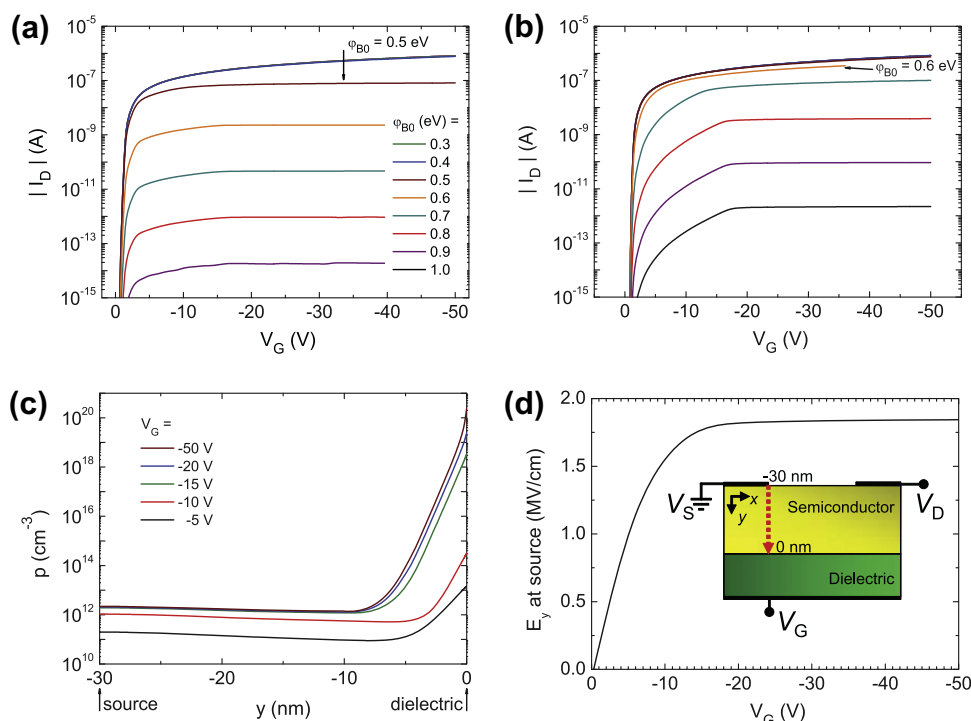 (a)
10^-5
10^-7
10^-9
10^-11
10^-13
10^-15
| I_D | (A)
φ_B0 = 0.5 eV
φ_B0 (eV) =
0.3
0.4
0.5
0.6
0.7
0.8
0.9
1.0
0 -10 -20 -30 -40 -50
V_G (V)
(b)
10^-5
10^-7
10^-9
10^-11
10^-13
10^-15
| I_D | (A)
φ_B0 = 0.6 eV
0 -10 -20 -30 -40 -50
V_G (V)
(c)
10^20
10^18
10^16
10^14
10^12
10^10
p (cm^-3)
V_G =
-50 V
-20 V
-15 V
-10 V
-5 V
-30 -20 -10 0
source y (nm) dielectric
(d)
2.0
1.5
1.0
0.5
0.0
E_y at source (MV/cm)
-30 nm
V_S
x
y
Semiconductor
V_D
0 nm
Dielectric
V_G
0 -10 -20 -30 -40 -50
V_G (V)